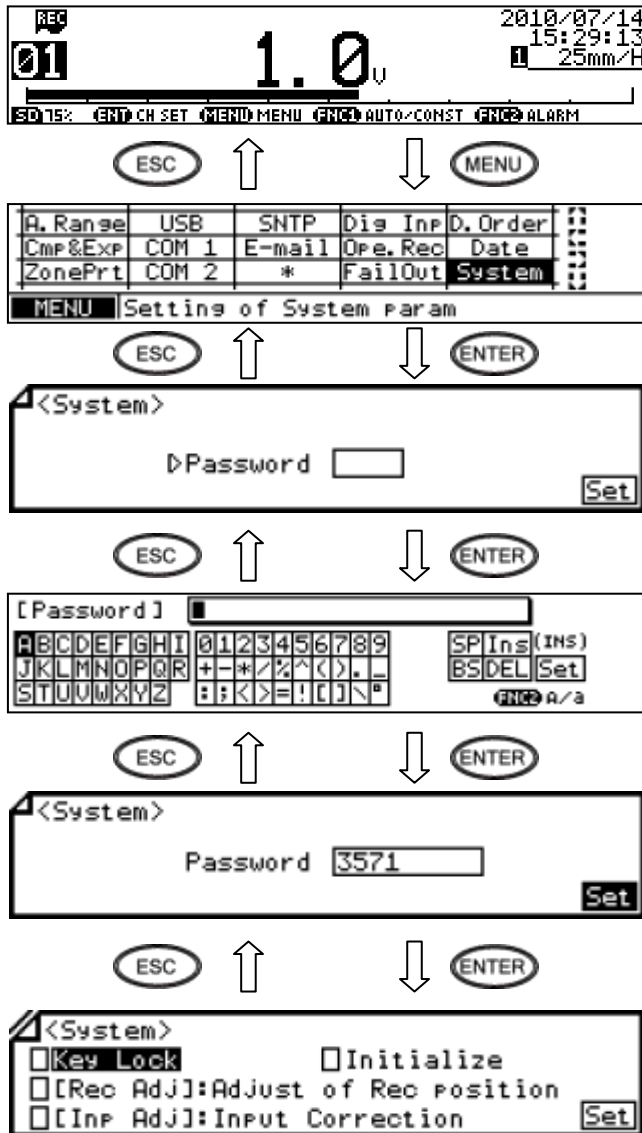 REC
2010/07/14
15:29:13
01 1.0V
1 25mm/H
SD 75% ENT CH SET MENU MENU FNC1 AUTO/CONST FNC2 ALARM
ESC MENU
A.Range USB SNTP Dig Inp D.Order
Cmp&Exp COM 1 E-mail Ope.Rec Date
ZonePrt COM 2 * FailOut System
MENU Setting of System param
ESC ENTER
<System>
▷Password
Set
ESC ENTER
[Password]
ABCDEFGHI 0123456789 SP Ins (INS)
JKLMNOPQR +-*/%^(). _ BS DEL Set
STUVWXYZ :;<>=![]\" FNC2 A/a
ESC ENTER
<System>
Password 3571
Set
ESC ENTER
<System>
Key Lock Initialize
[Rec Adj]:Adjust of Rec position
[Inp Adj]:Input Correction Set